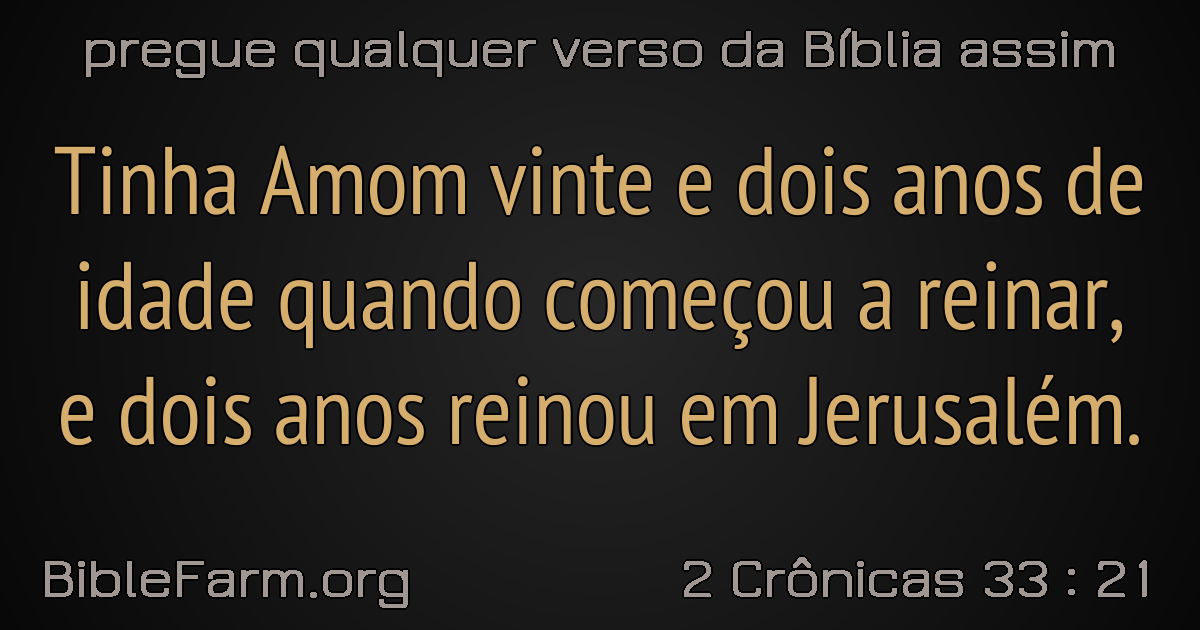 pregue qualquer verso da Bíblia assim
Tinha Amom vinte e dois anos de
idade quando começou a reinar,
e dois anos reinou em Jerusalém.
BibleFarm.org
2 Crônicas 33 : 21